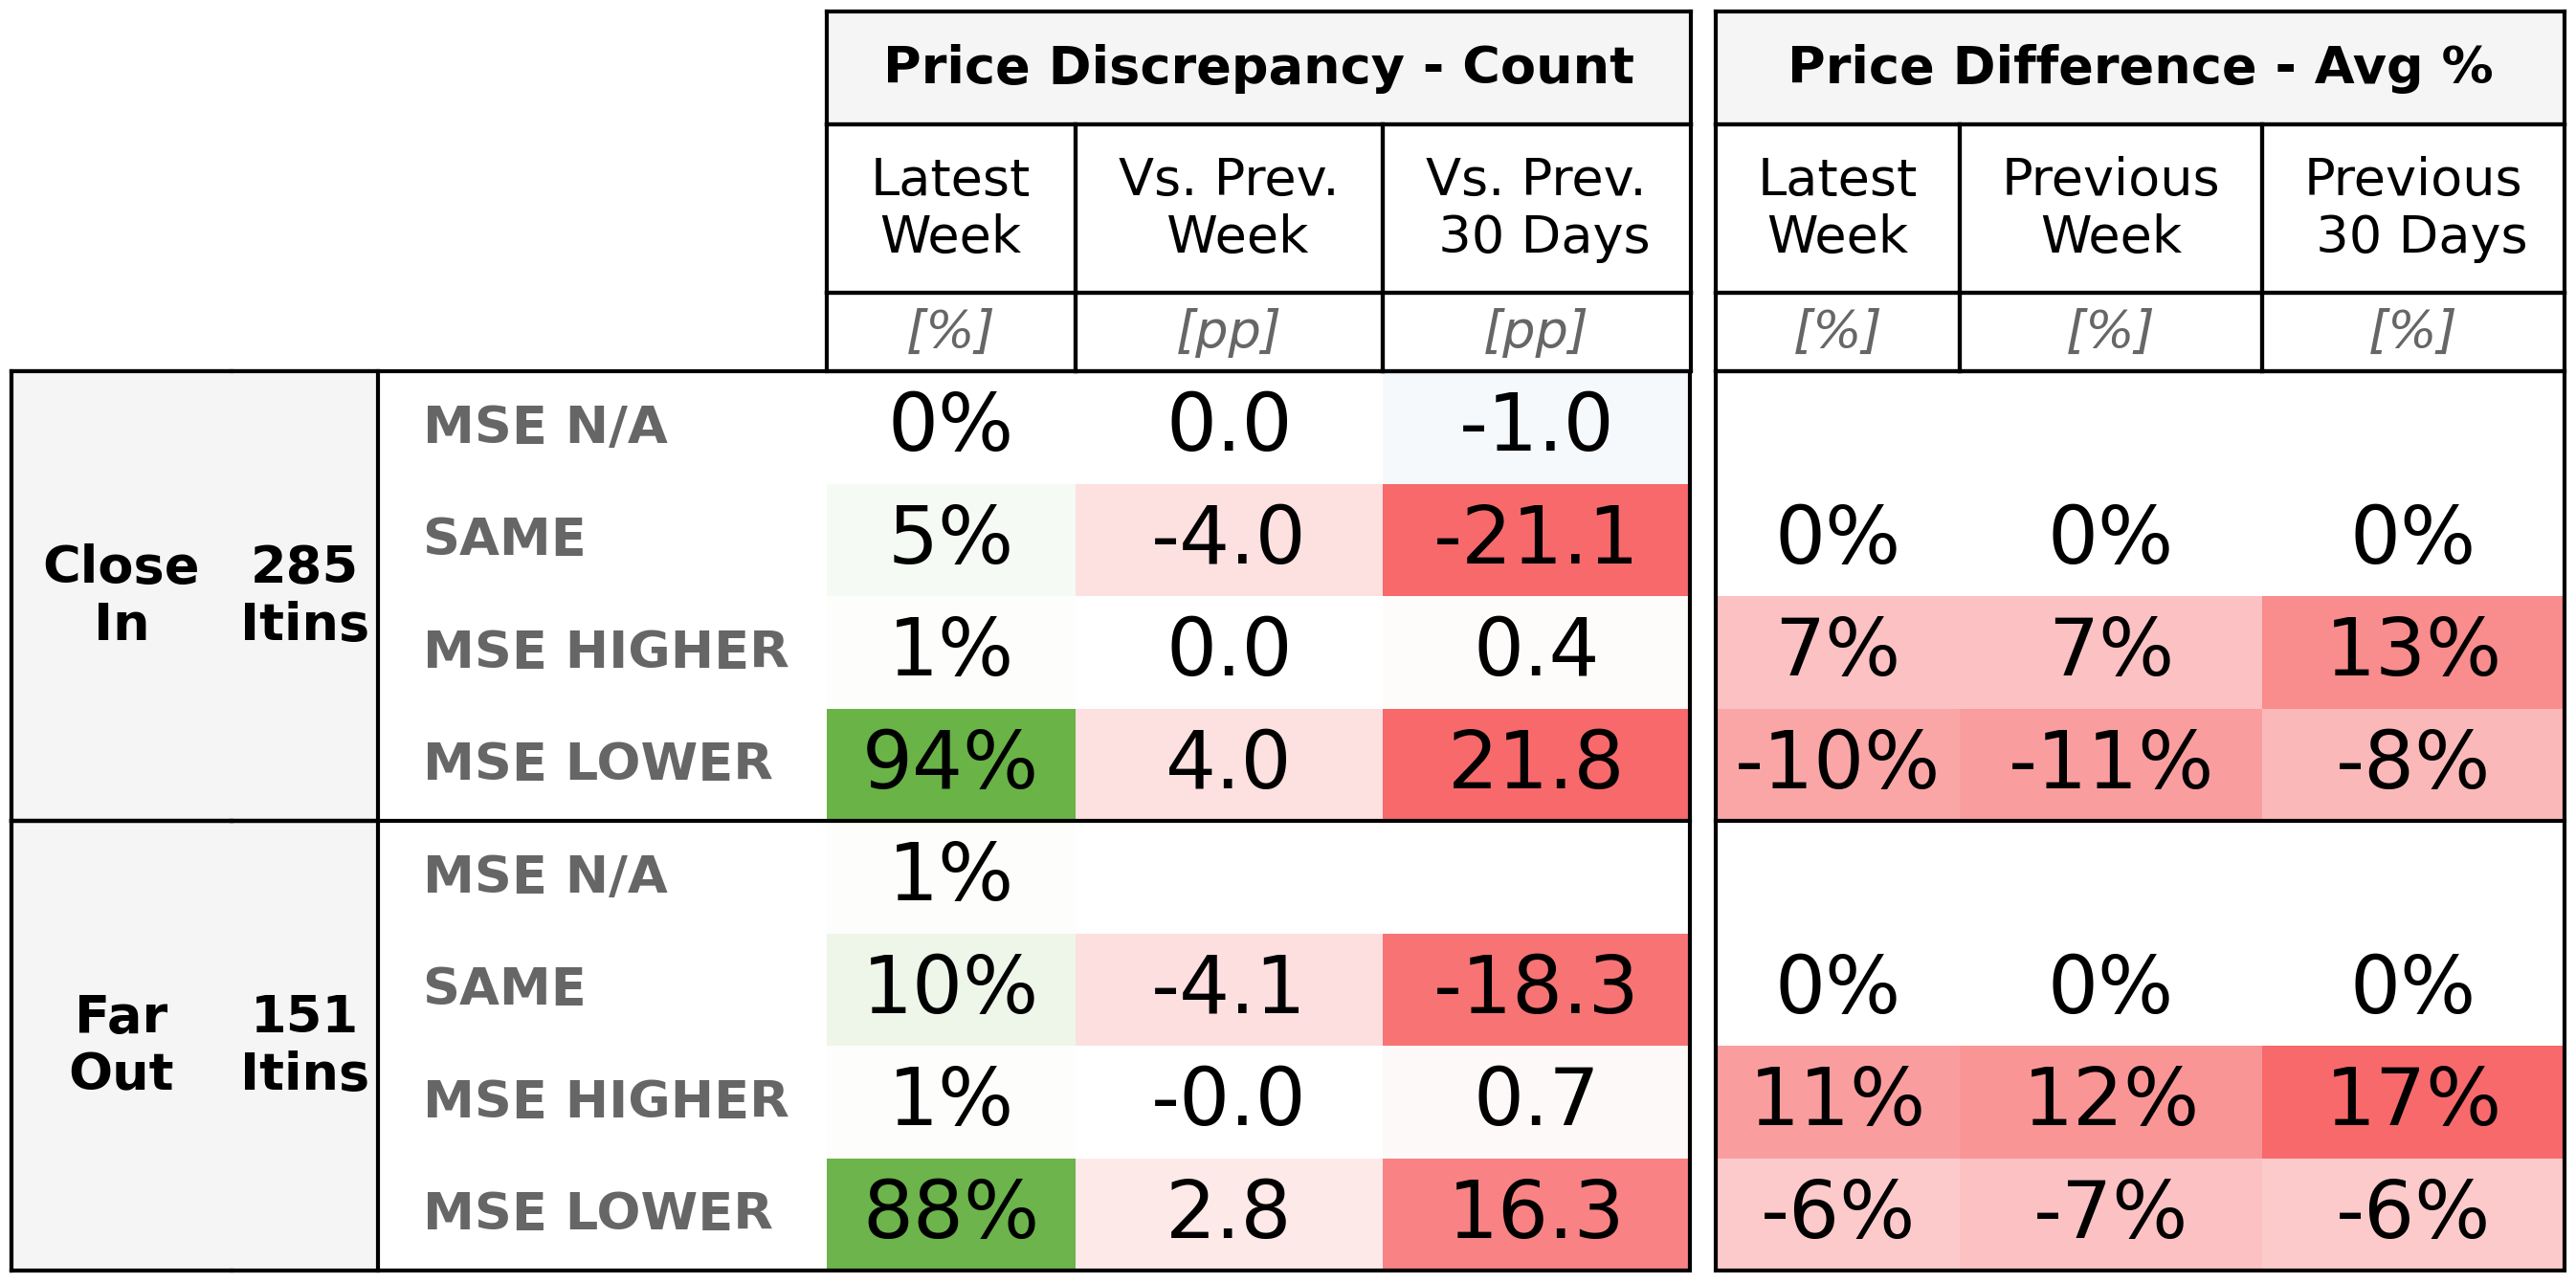 Price Discrepancy - Count Price Difference - Avg %
Latest Week Vs. Prev. Week Vs. Prev. 30 Days Latest Week Previous Week Previous 30 Days
[%] [pp] [pp] [%] [%] [%]
Close In 285 Itins
MSE N/A 0% 0.0 -1.0
SAME 5% -4.0 -21.1 0% 0% 0%
MSE HIGHER 1% 0.0 0.4 7% 7% 13%
MSE LOWER 94% 4.0 21.8 -10% -11% -8%
Far Out 151 Itins
MSE N/A 1%
SAME 10% -4.1 -18.3 0% 0% 0%
MSE HIGHER 1% -0.0 0.7 11% 12% 17%
MSE LOWER 88% 2.8 16.3 -6% -7% -6%